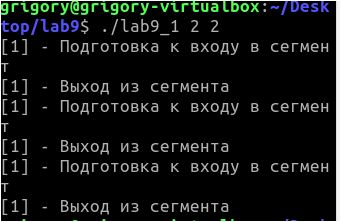 grigory@grigory-virtualbox:~/Des
top/lab9$ ./lab9_1 2 2
[1] - Подготовка к входу в сегмен
т
[1] - Выход из сегмента
[1] - Подготовка к входу в сегмен
т
[1] - Выход из сегмента
[1] - Подготовка к входу в сегмен
т
[1] - Выход из сегмента